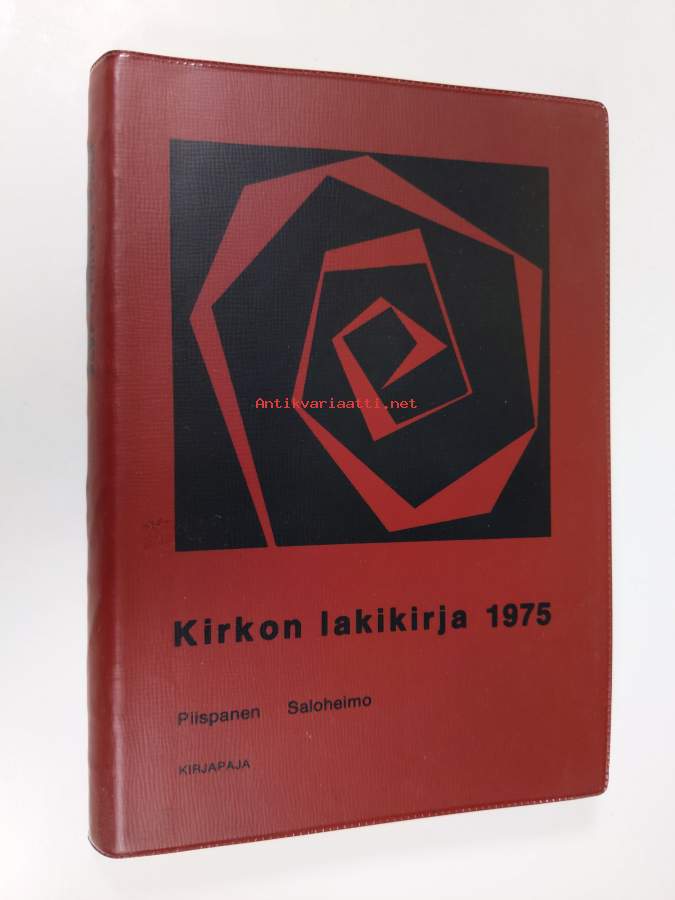 Antikvariaatti.net
Kirkon lakikirja 1975
Piispanen Saloheimo
KIRJAPAJA